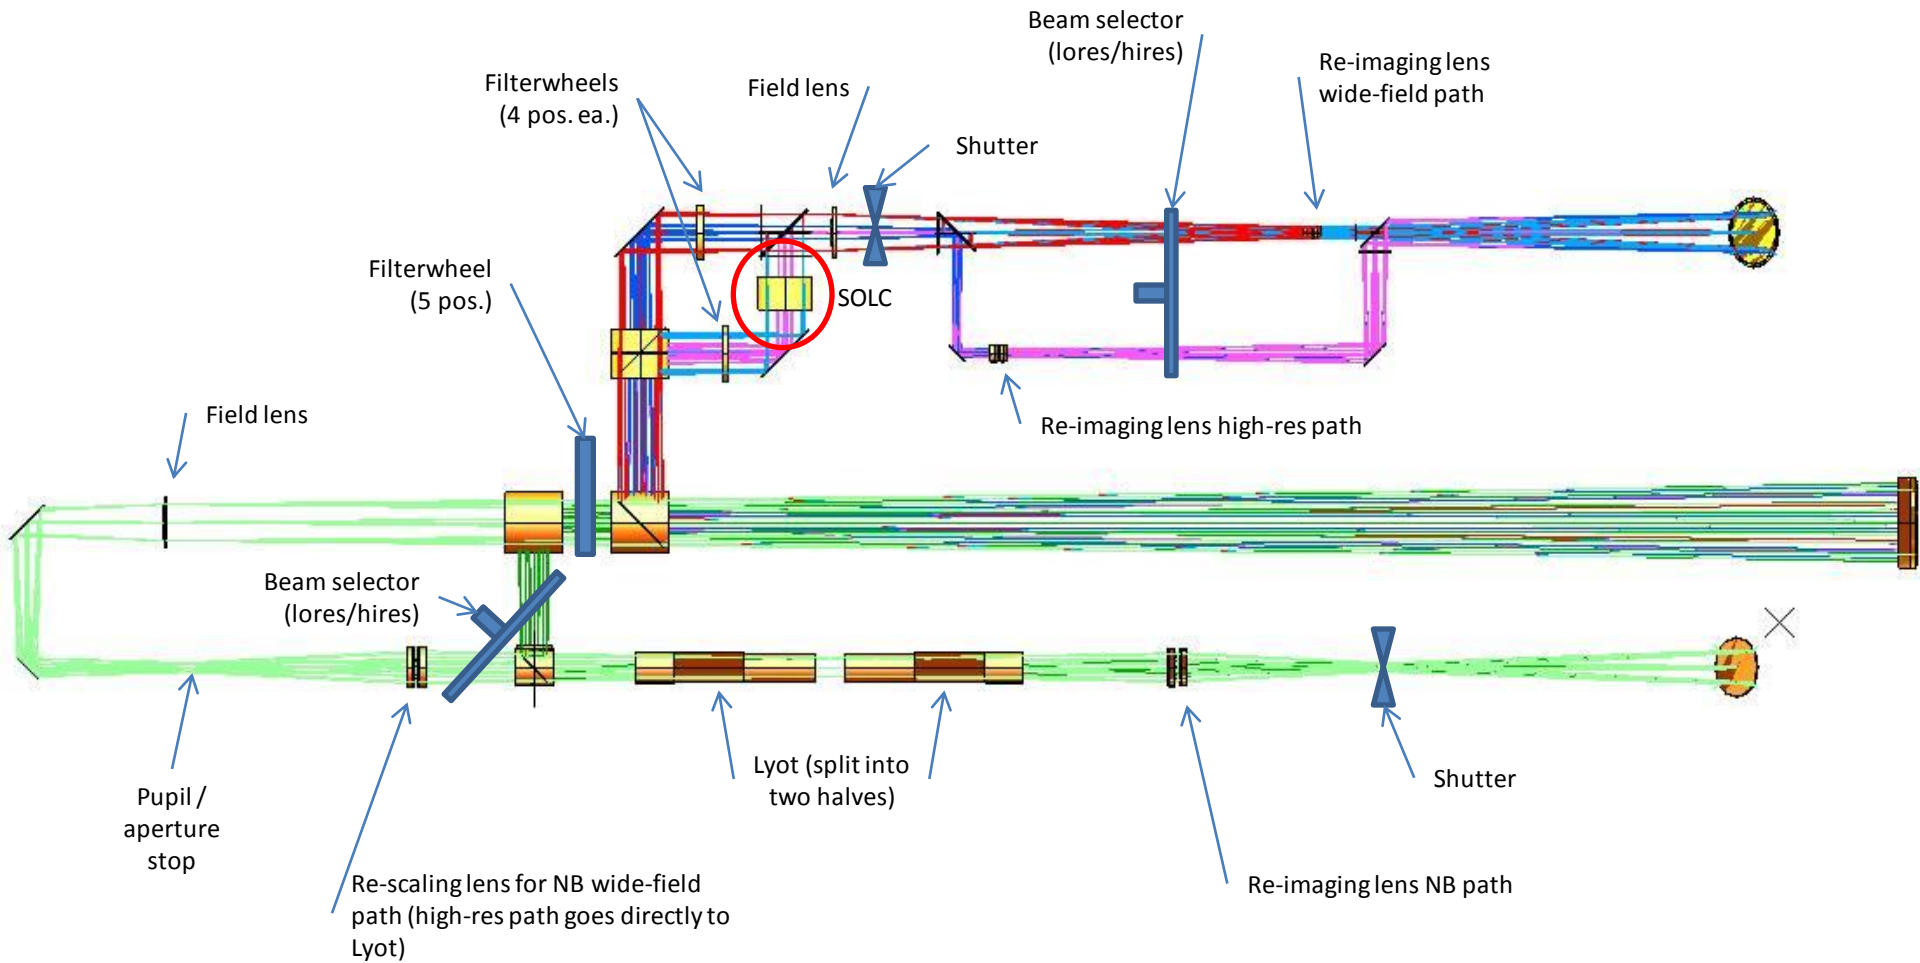 Beam selector
(lores/hires)
Re-imaging lens
wide-field path
Filterwheels
(4 pos. ea.)
Field lens
Shutter
Filterwheel
(5 pos.)
SOLC
Field lens
Re-imaging lens high-res path
Beam selector
(lores/hires)
Lyot (split into
two halves)
Shutter
Pupil /
aperture
stop
Re-scaling lens for NB wide-field
path (high-res path goes directly to
Lyot)
Re-imaging lens NB path